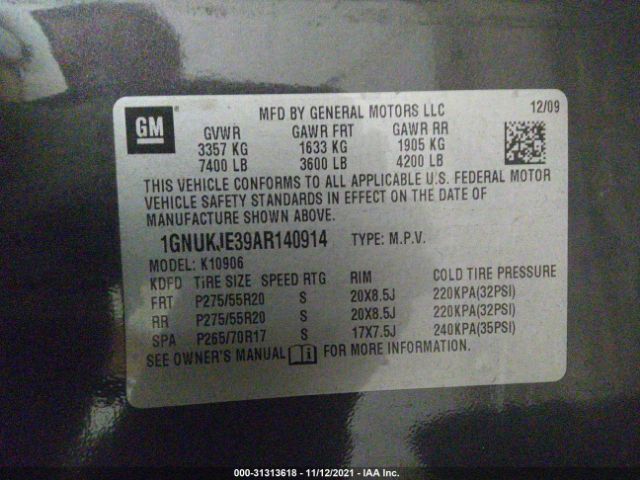 GM
MFD BY GENERAL MOTORS LLC 12/09
GVWR GAWR FRT GAWR RR
3357 KG 1633 KG 1905 KG
7400 LB 3600 LB 4200 LB
THIS VEHICLE CONFORMS TO ALL APPLICABLE U.S. FEDERAL MOTOR
VEHICLE SAFETY STANDARDS IN EFFECT ON THE DATE OF
MANUFACTURE SHOWN ABOVE.
1GNUKJE39AR140914 TYPE: M.P.V.
MODEL: K10906
KDFD TIRE SIZE SPEED RTG RIM COLD TIRE PRESSURE
FRT P275/55R20 S 20X8.5J 220KPA(32PSI)
RR P275/55R20 S 20X8.5J 220KPA(32PSI)
SPA P265/70R17 S 17X7.5J 240KPA(35PSI)
SEE OWNER'S MANUAL FOR MORE INFORMATION.
000-31313618 - 11/12/2021 - IAA Inc.